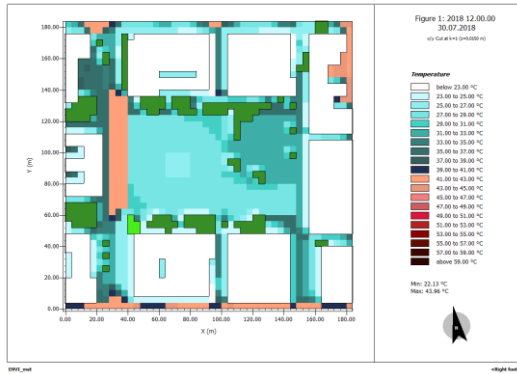 Figure 1: 2018 12.00.00
30.07.2018
x/y Cut at k=1 (z=0.0100 m)
Temperature
below 23.00 °C
23.00 to 25.00 °C
25.00 to 27.00 °C
27.00 to 29.00 °C
29.00 to 31.00 °C
31.00 to 33.00 °C
33.00 to 35.00 °C
35.00 to 37.00 °C
37.00 to 39.00 °C
39.00 to 41.00 °C
41.00 to 43.00 °C
43.00 to 45.00 °C
45.00 to 47.00 °C
47.00 to 49.00 °C
49.00 to 51.00 °C
51.00 to 53.00 °C
53.00 to 55.00 °C
55.00 to 57.00 °C
57.00 to 59.00 °C
above 59.00 °C
Min: 22.13 °C
Max: 43.96 °C
N
180.00
160.00
140.00
120.00
100.00
80.00
60.00
40.00
20.00
0.00
Y (m)
0.00 20.00 40.00 60.00 80.00 100.00 120.00 140.00 160.00 180.00
X (m)
<Right foot